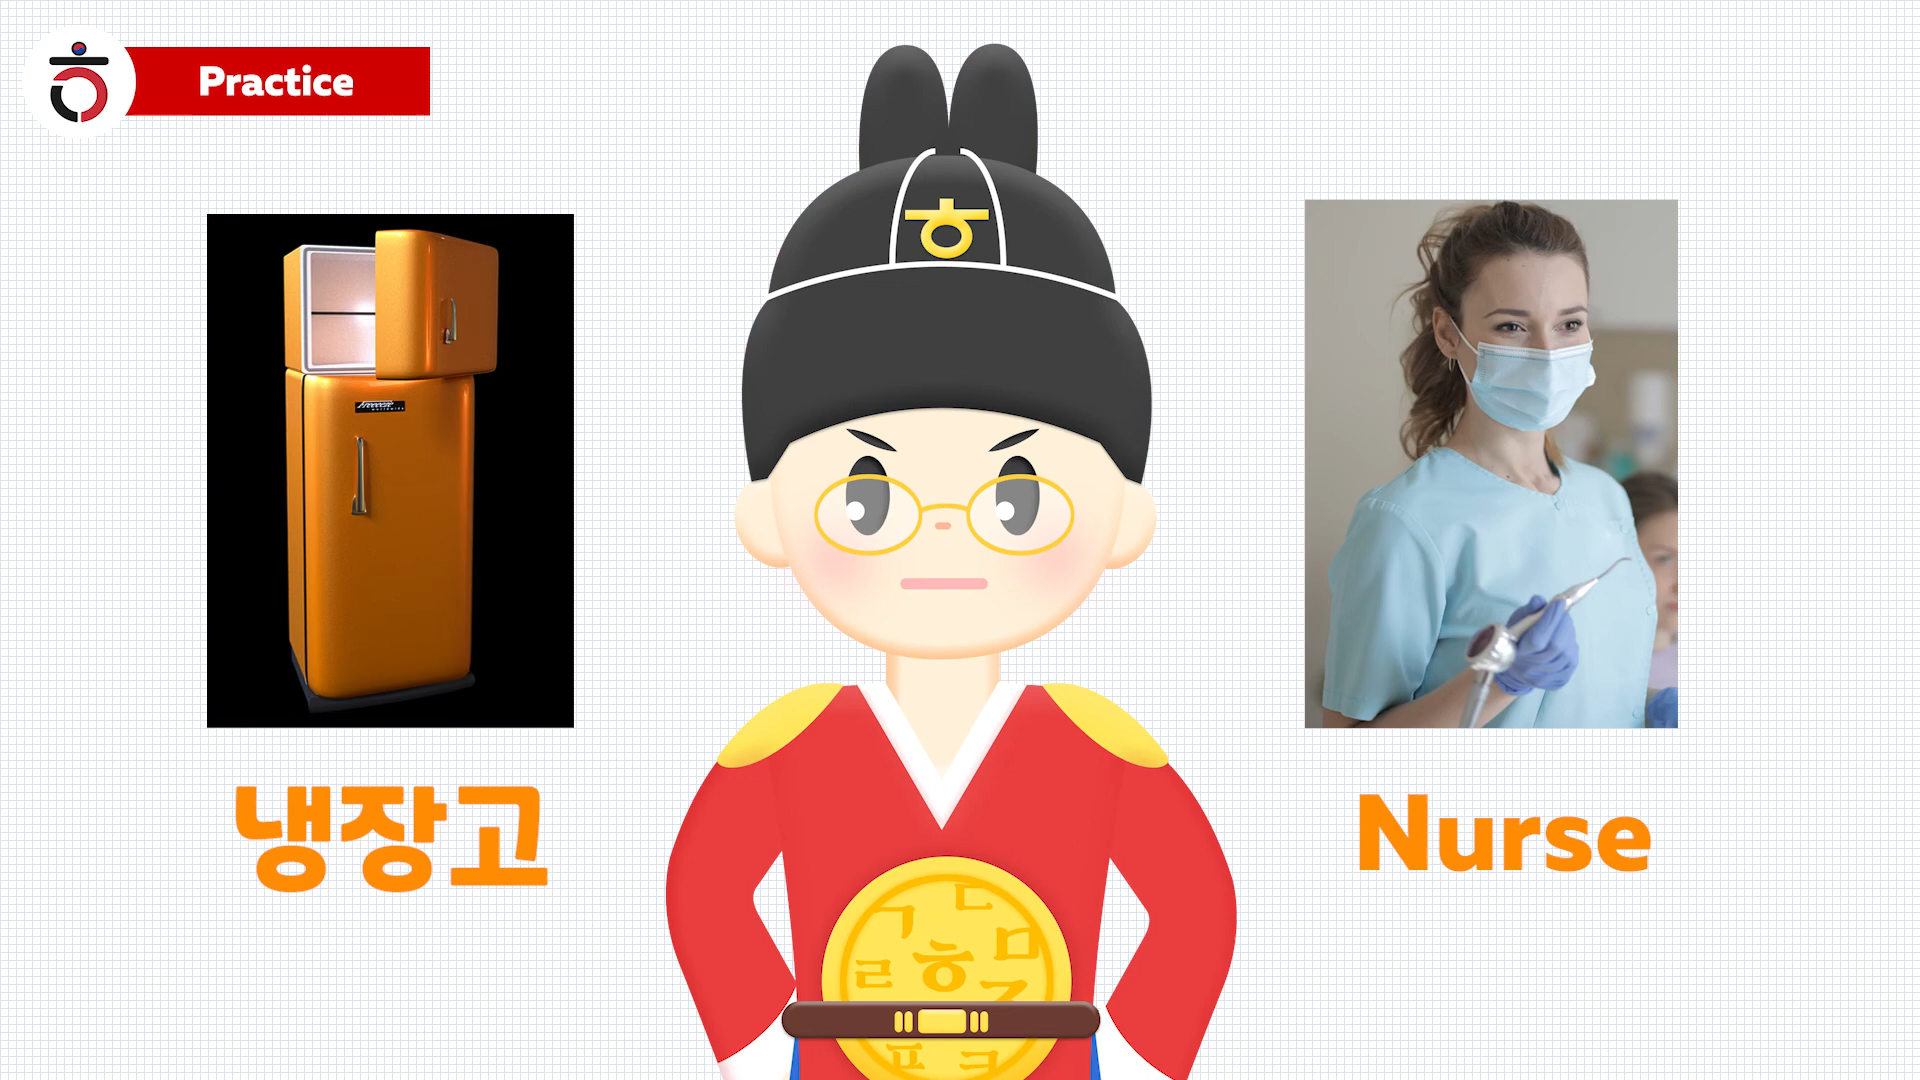 Practice
ㅎ
냉장고
Nurse
ㄱ ㄷ
ㄹ ㅎ ㅁ
ㅈ
ㅍ ㅋ